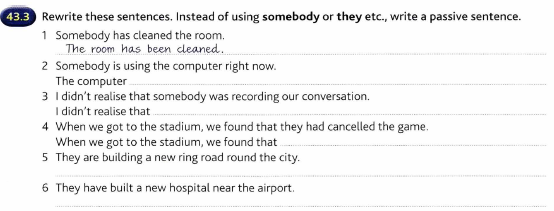 43.3 Rewrite these sentences. Instead of using somebody or they etc., write a passive sentence.
1 Somebody has cleaned the room.
The room has been cleaned.
2 Somebody is using the computer right now.
The computer
3 I didn't realise that somebody was recording our conversation.
I didn't realise that
4 When we got to the stadium, we found that they had cancelled the game.
When we got to the stadium, we found that
5 They are building a new ring road round the city.
6 They have built a new hospital near the airport.